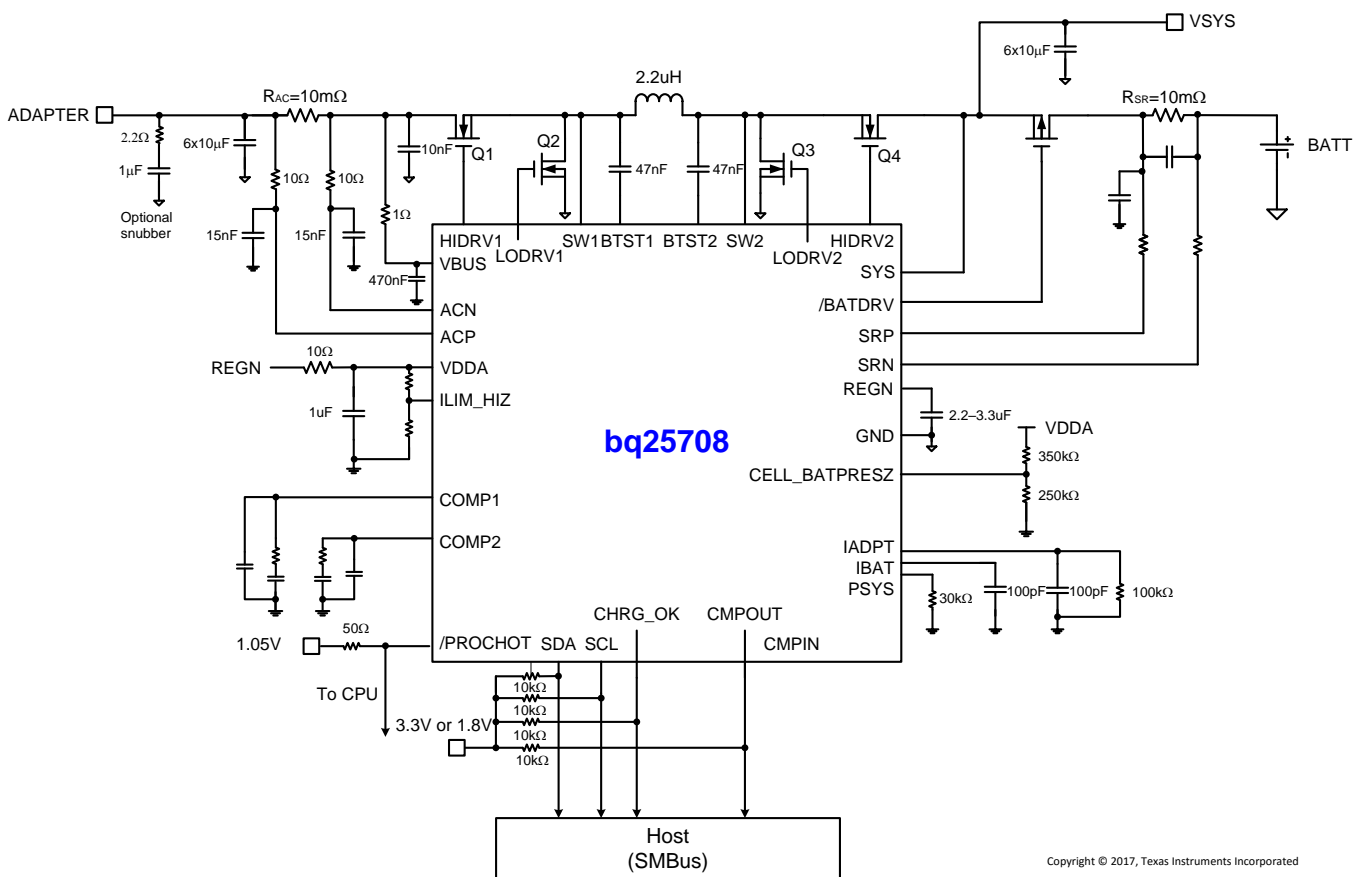 VSYS
6x10μF
2.2uH
ADAPTER
RAC=10mΩ
RSR=10mΩ
2.2Ω
6x10μF
10nF
Q1
Q2
Q3
Q4
BATT
1μF
10Ω
10Ω
47nF
47nF
Optional
snubber
1Ω
15nF
15nF
HIDRV1
SW1
BTST1
BTST2
SW2
HIDRV2
LODRV1
LODRV2
VBUS
SYS
470nF
/BATDRV
ACN
SRP
ACP
10Ω
REGN
VDDA
SRN
REGN
1uF
ILIM_HIZ
2.2–3.3uF
GND
VDDA
bq25708
350kΩ
CELL_BATPRESZ
250kΩ
COMP1
COMP2
IADPT
IBAT
PSYS
30kΩ
100pF
100pF
100kΩ
CHRG_OK
CMPOUT
1.05V
50Ω
/PROCHOT
SDA
SCL
CMPIN
10kΩ
To CPU
10kΩ
3.3V or 1.8V
10kΩ
10kΩ
Host
(SMBus)
Copyright © 2017, Texas Instruments Incorporated